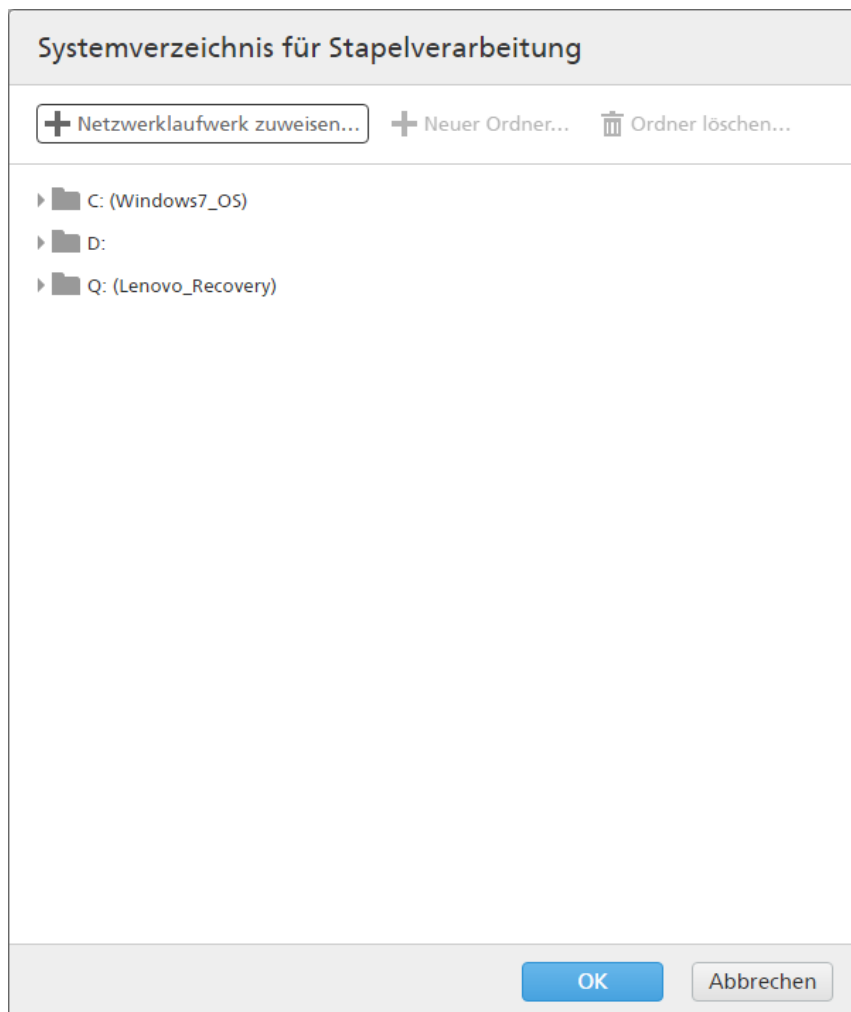 Systemverzeichnis für Stapelverarbeitung
Netzwerklaufwerk zuweisen... Neuer Ordner... Ordner löschen...
C: (Windows7_OS)
D:
Q: (Lenovo_Recovery)
OK Abbrechen